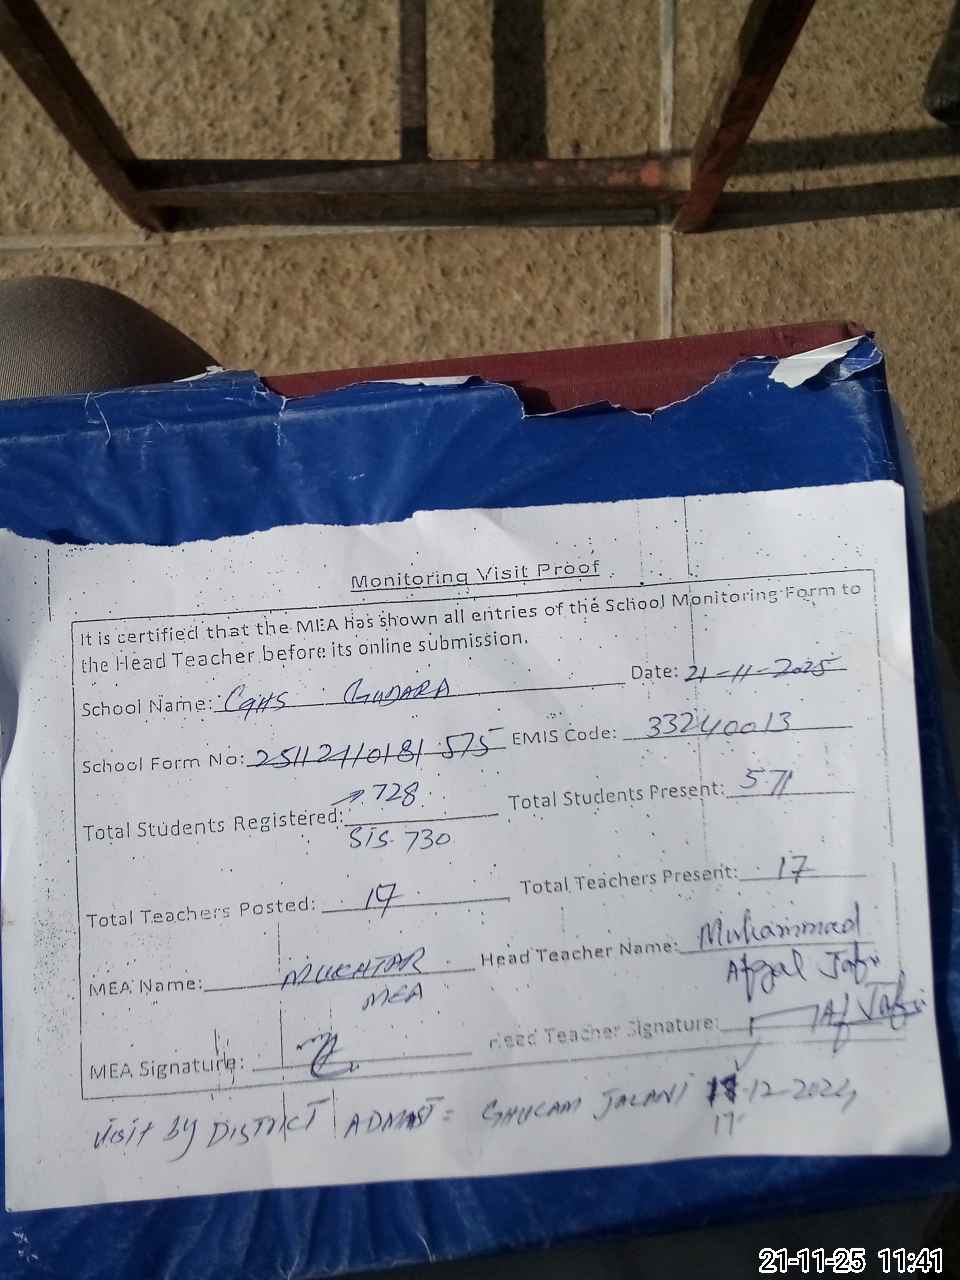 Monitoring Visit Proof
It is certified that the MEA has shown all entries of the School Monitoring Form to
the Head Teacher before its online submission.
School Name: GHS GUDARA Date: 21-11-2025
School Form No: 25112110181575 EMIS Code: 33240013
Total Students Registered: 728 Total Students Present: 571
SIS. 730
Total Teachers Posted: 17 Total Teachers Present: 17
MEA Name: MUKHTAR Head Teacher Name: Muhammad
MEA Afzal Jafri
MEA Signature: Head Teacher Signature: Af Jafri
Visit by DISTRICT = GHULAM JALANI -12-2024
17
21-11-25 11:41